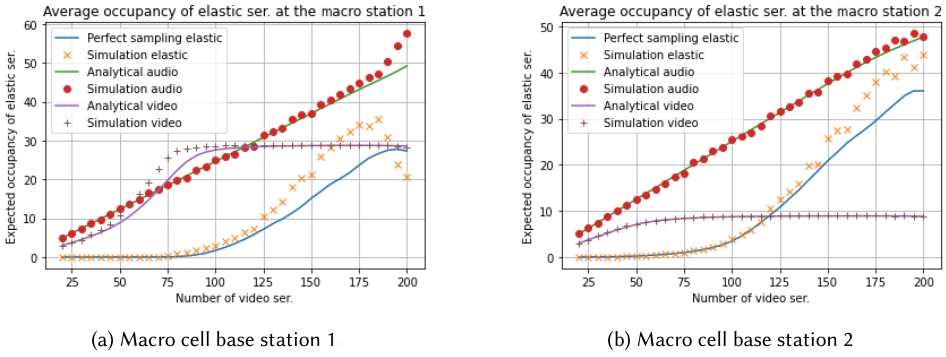 Average occupancy of elastic ser. at the macro station 1
Expected occupancy of elastic ser.
60
50
40
30
20
10
0
Perfect sampling elastic
Simulation elastic
Analytical audio
Simulation audio
Analytical video
Simulation video
25 50 75 100 125 150 175 200
Number of video ser.
(a) Macro cell base station 1
Average occupancy of elastic ser. at the macro station 2
Expected occupancy of elastic ser.
50
40
30
20
10
0
Perfect sampling elastic
Simulation elastic
Analytical audio
Simulation audio
Analytical video
Simulation video
25 50 75 100 125 150 175 200
Number of video ser.
(b) Macro cell base station 2